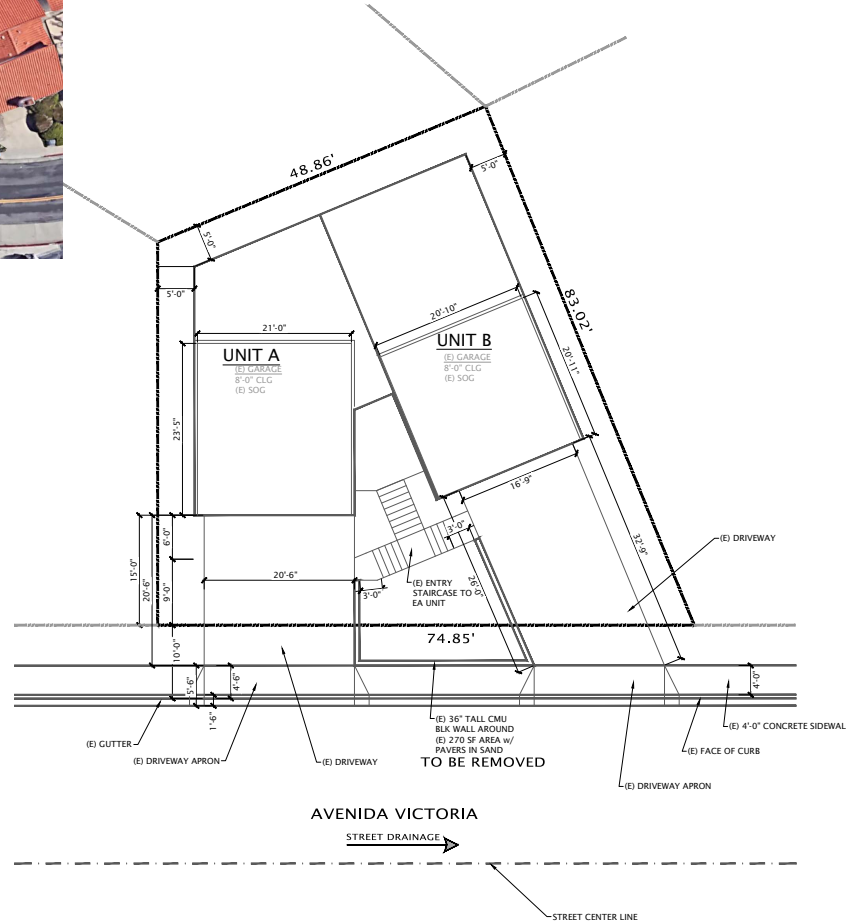 48.86'
5'-0"
5'-0"
5'-0"
83.02'
21'-0"
20'-10"
UNIT A
(E) GARAGE
8'-0" CLG
(E) SOG
UNIT B
(E) GARAGE
8'-0" CLG
(E) SOG
20'-11"
23'-5"
16'-9"
3'-0"
32'-9"
(E) DRIVEWAY
15'-0"
20'-6"
6'-0"
9'-0"
20'-6"
3'-0"
(E) ENTRY
STAIRCASE TO
EA UNIT
26'-0"
74.85'
10'-0"
5'-6"
4'-6"
1'-6"
4'-0"
(E) GUTTER
(E) DRIVEWAY APRON
(E) DRIVEWAY
(E) 36" TALL CMU
BLK WALL AROUND
(E) 270 SF AREA w/
PAVERS IN SAND
TO BE REMOVED
(E) 4'-0" CONCRETE SIDEWAL
(E) FACE OF CURB
(E) DRIVEWAY APRON
AVENIDA VICTORIA
STREET DRAINAGE
STREET CENTER LINE